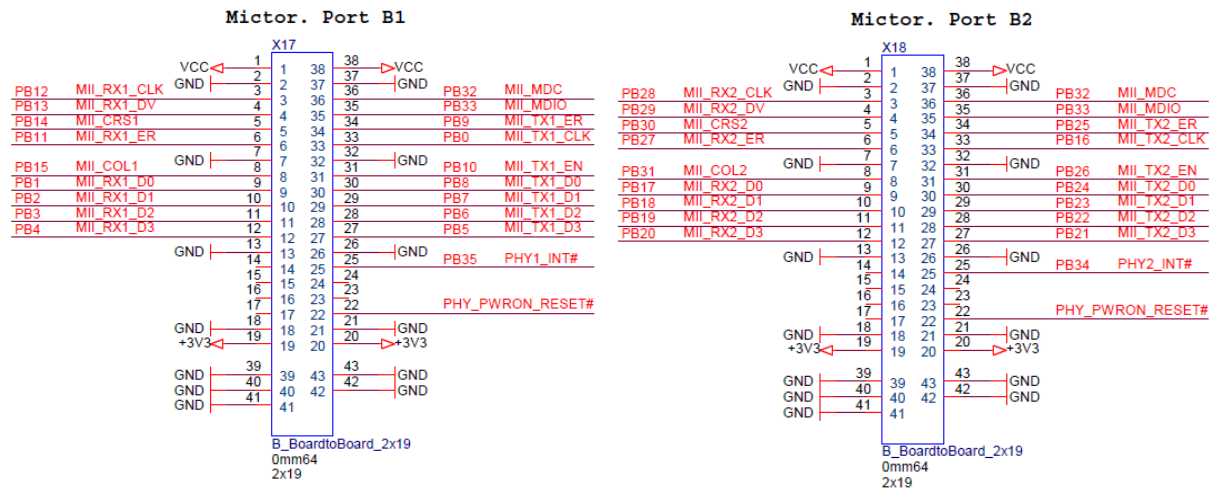 Mictor. Port B1
X17
VCC 1 1 38 38 VCC
GND 2 2 37 37 GND
PB12 MII_RX1_CLK 3 3 36 36 PB32 MII_MDC
PB13 MII_RX1_DV 4 4 35 35 PB33 MII_MDIO
PB14 MII_CRS1 5 5 34 34 PB9 MII_TX1_ER
PB11 MII_RX1_ER 6 6 33 33 PB0 MII_TX1_CLK
GND 7 7 32 32 GND
PB15 MII_COL1 8 8 31 31 PB10 MII_TX1_EN
PB1 MII_RX1_D0 9 9 30 30 PB8 MII_TX1_D0
PB2 MII_RX1_D1 10 10 29 29 PB7 MII_TX1_D1
PB3 MII_RX1_D2 11 11 28 28 PB6 MII_TX1_D2
PB4 MII_RX1_D3 12 12 27 27 PB5 MII_TX1_D3
GND 13 13 26 26 GND
14 14 25 25 PB35 PHY1_INT#
15 15 24 24
16 16 23 23
17 17 22 22 PHY_PWRON_RESET#
GND 18 18 21 21 GND
+3V3 19 19 20 20 +3V3
GND 39 39 43 43 GND
GND 40 40 42 42 GND
GND 41 41
B_BoardtoBoard_2x19
0mm64
2x19
Mictor. Port B2
X18
VCC 1 1 38 38 VCC
GND 2 2 37 37 GND
PB28 MII_RX2_CLK 3 3 36 36 PB32 MII_MDC
PB29 MII_RX2_DV 4 4 35 35 PB33 MII_MDIO
PB30 MII_CRS2 5 5 34 34 PB25 MII_TX2_ER
PB27 MII_RX2_ER 6 6 33 33 PB16 MII_TX2_CLK
GND 7 7 32 32 GND
PB31 MII_COL2 8 8 31 31 PB26 MII_TX2_EN
PB17 MII_RX2_D0 9 9 30 30 PB24 MII_TX2_D0
PB18 MII_RX2_D1 10 10 29 29 PB23 MII_TX2_D1
PB19 MII_RX2_D2 11 11 28 28 PB22 MII_TX2_D2
PB20 MII_RX2_D3 12 12 27 27 PB21 MII_TX2_D3
GND 13 13 26 26 GND
14 14 25 25 PB34 PHY2_INT#
15 15 24 24
16 16 23 23
17 17 22 22 PHY_PWRON_RESET#
GND 18 18 21 21 GND
+3V3 19 19 20 20 +3V3
GND 39 39 43 43 GND
GND 40 40 42 42 GND
GND 41 41
B_BoardtoBoard_2x19
0mm64
2x19